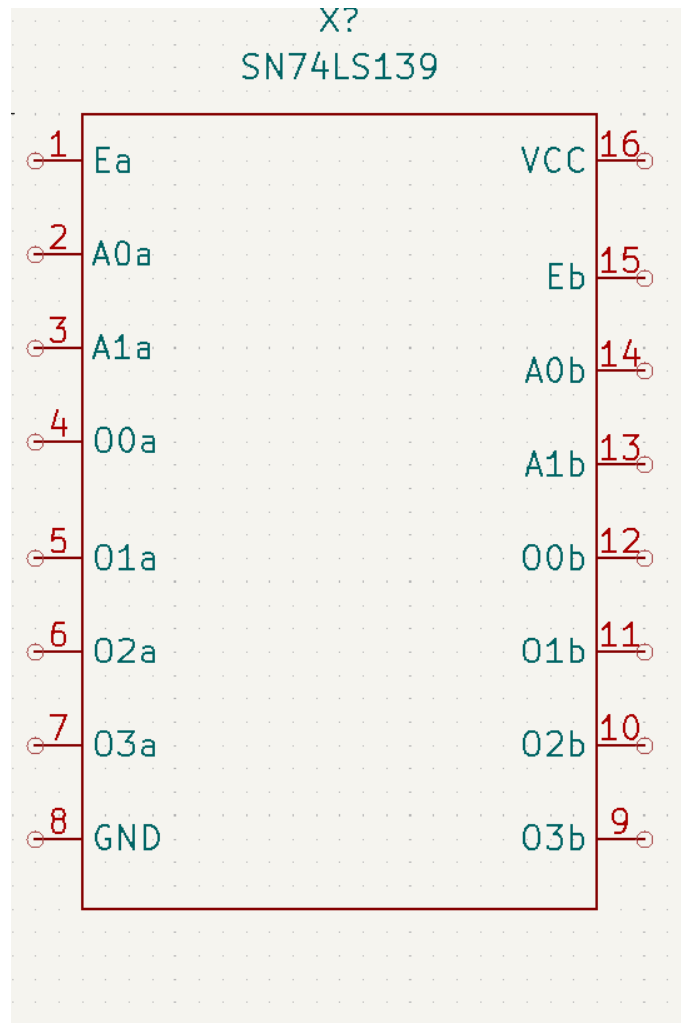 X?
SN74LS139
1 Ea VCC 16
2 A0a Eb 15
3 A1a A0b 14
4 O0a A1b 13
5 O1a O0b 12
6 O2a O1b 11
7 O3a O2b 10
8 GND O3b 9